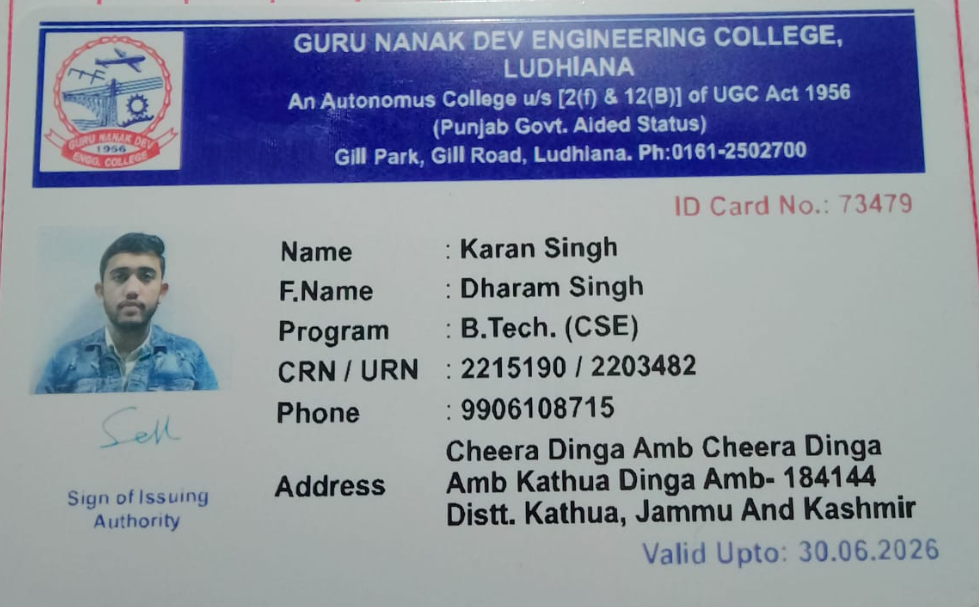 GURU NANAK DEV ENGINEERING COLLEGE,
LUDHIANA
An Autonomus College u/s [2(f) & 12(B)] of UGC Act 1956
(Punjab Govt. Aided Status)
Gill Park, Gill Road, Ludhiana. Ph:0161-2502700
GURU NANAK DEV
1956
ENGG. COLLEGE
ID Card No.: 73479
Name : Karan Singh
F.Name : Dharam Singh
Program : B.Tech. (CSE)
CRN / URN : 2215190 / 2203482
Phone : 9906108715
Address
Cheera Dinga Amb Cheera Dinga
Amb Kathua Dinga Amb- 184144
Distt. Kathua, Jammu And Kashmir
Sign of Issuing
Authority
Valid Upto: 30.06.2026